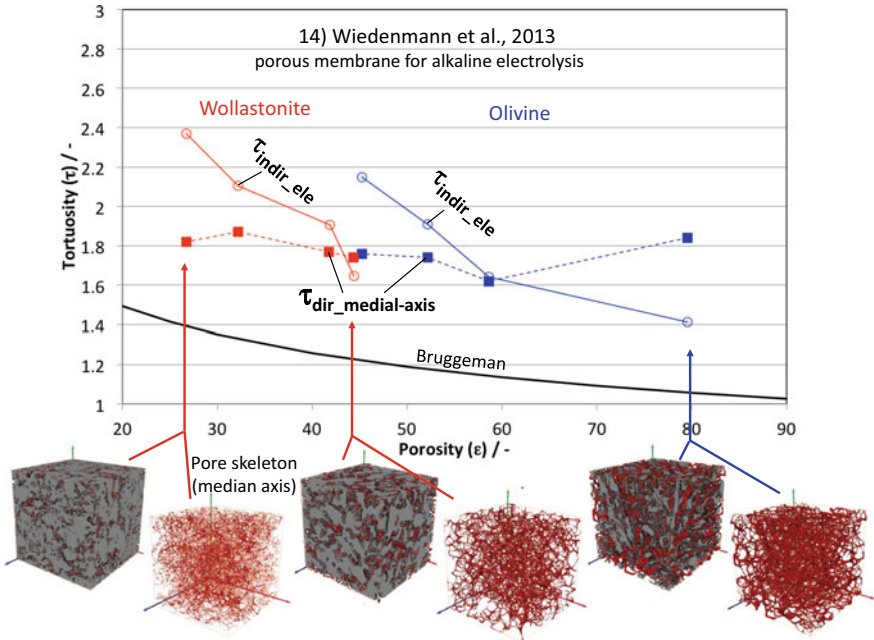 14) Wiedenmann et al., 2013
porous membrane for alkaline electrolysis
Wollastonite
Olivine
τindir_ele
τindir_ele
τdir_medial-axis
Bruggeman
Tortuosity (τ) / -
3
2.8
2.6
2.4
2.2
2
1.8
1.6
1.4
1.2
1
20 30 40 50 60 70 80 90
Porosity (ε) / -
Pore skeleton
(median axis)